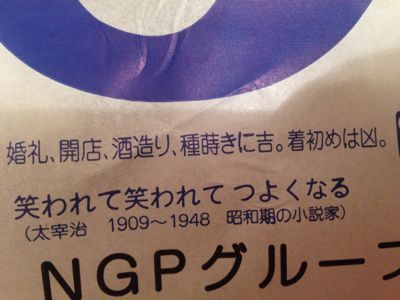 婚礼、開店、酒造り、種蒔きに吉。着初めは凶。
笑われて笑われて つよくなる
（太宰治 1909～1948 昭和期の小説家）
NGPグループ